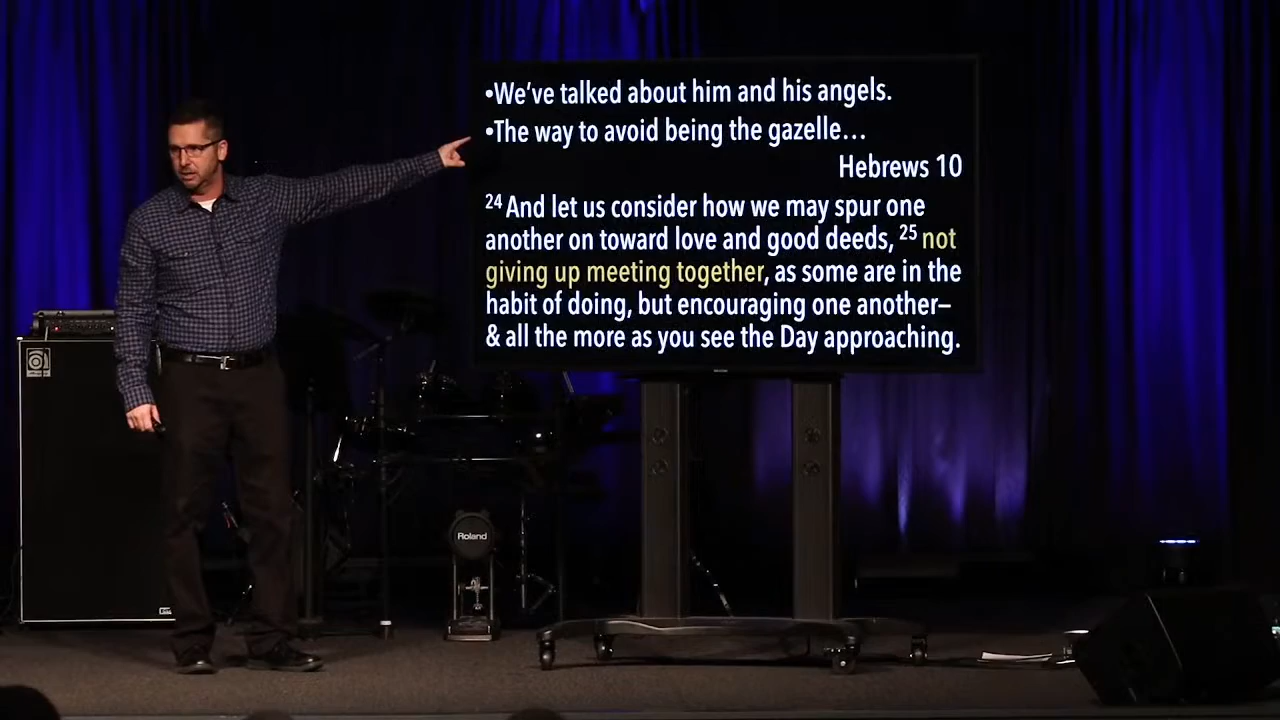 •We've talked about him and his angels.
•The way to avoid being the gazelle…
Hebrews 10
24 And let us consider how we may spur one
another on toward love and good deeds, 25 not
giving up meeting together, as some are in the
habit of doing, but encouraging one another–
& all the more as you see the Day approaching.
Roland